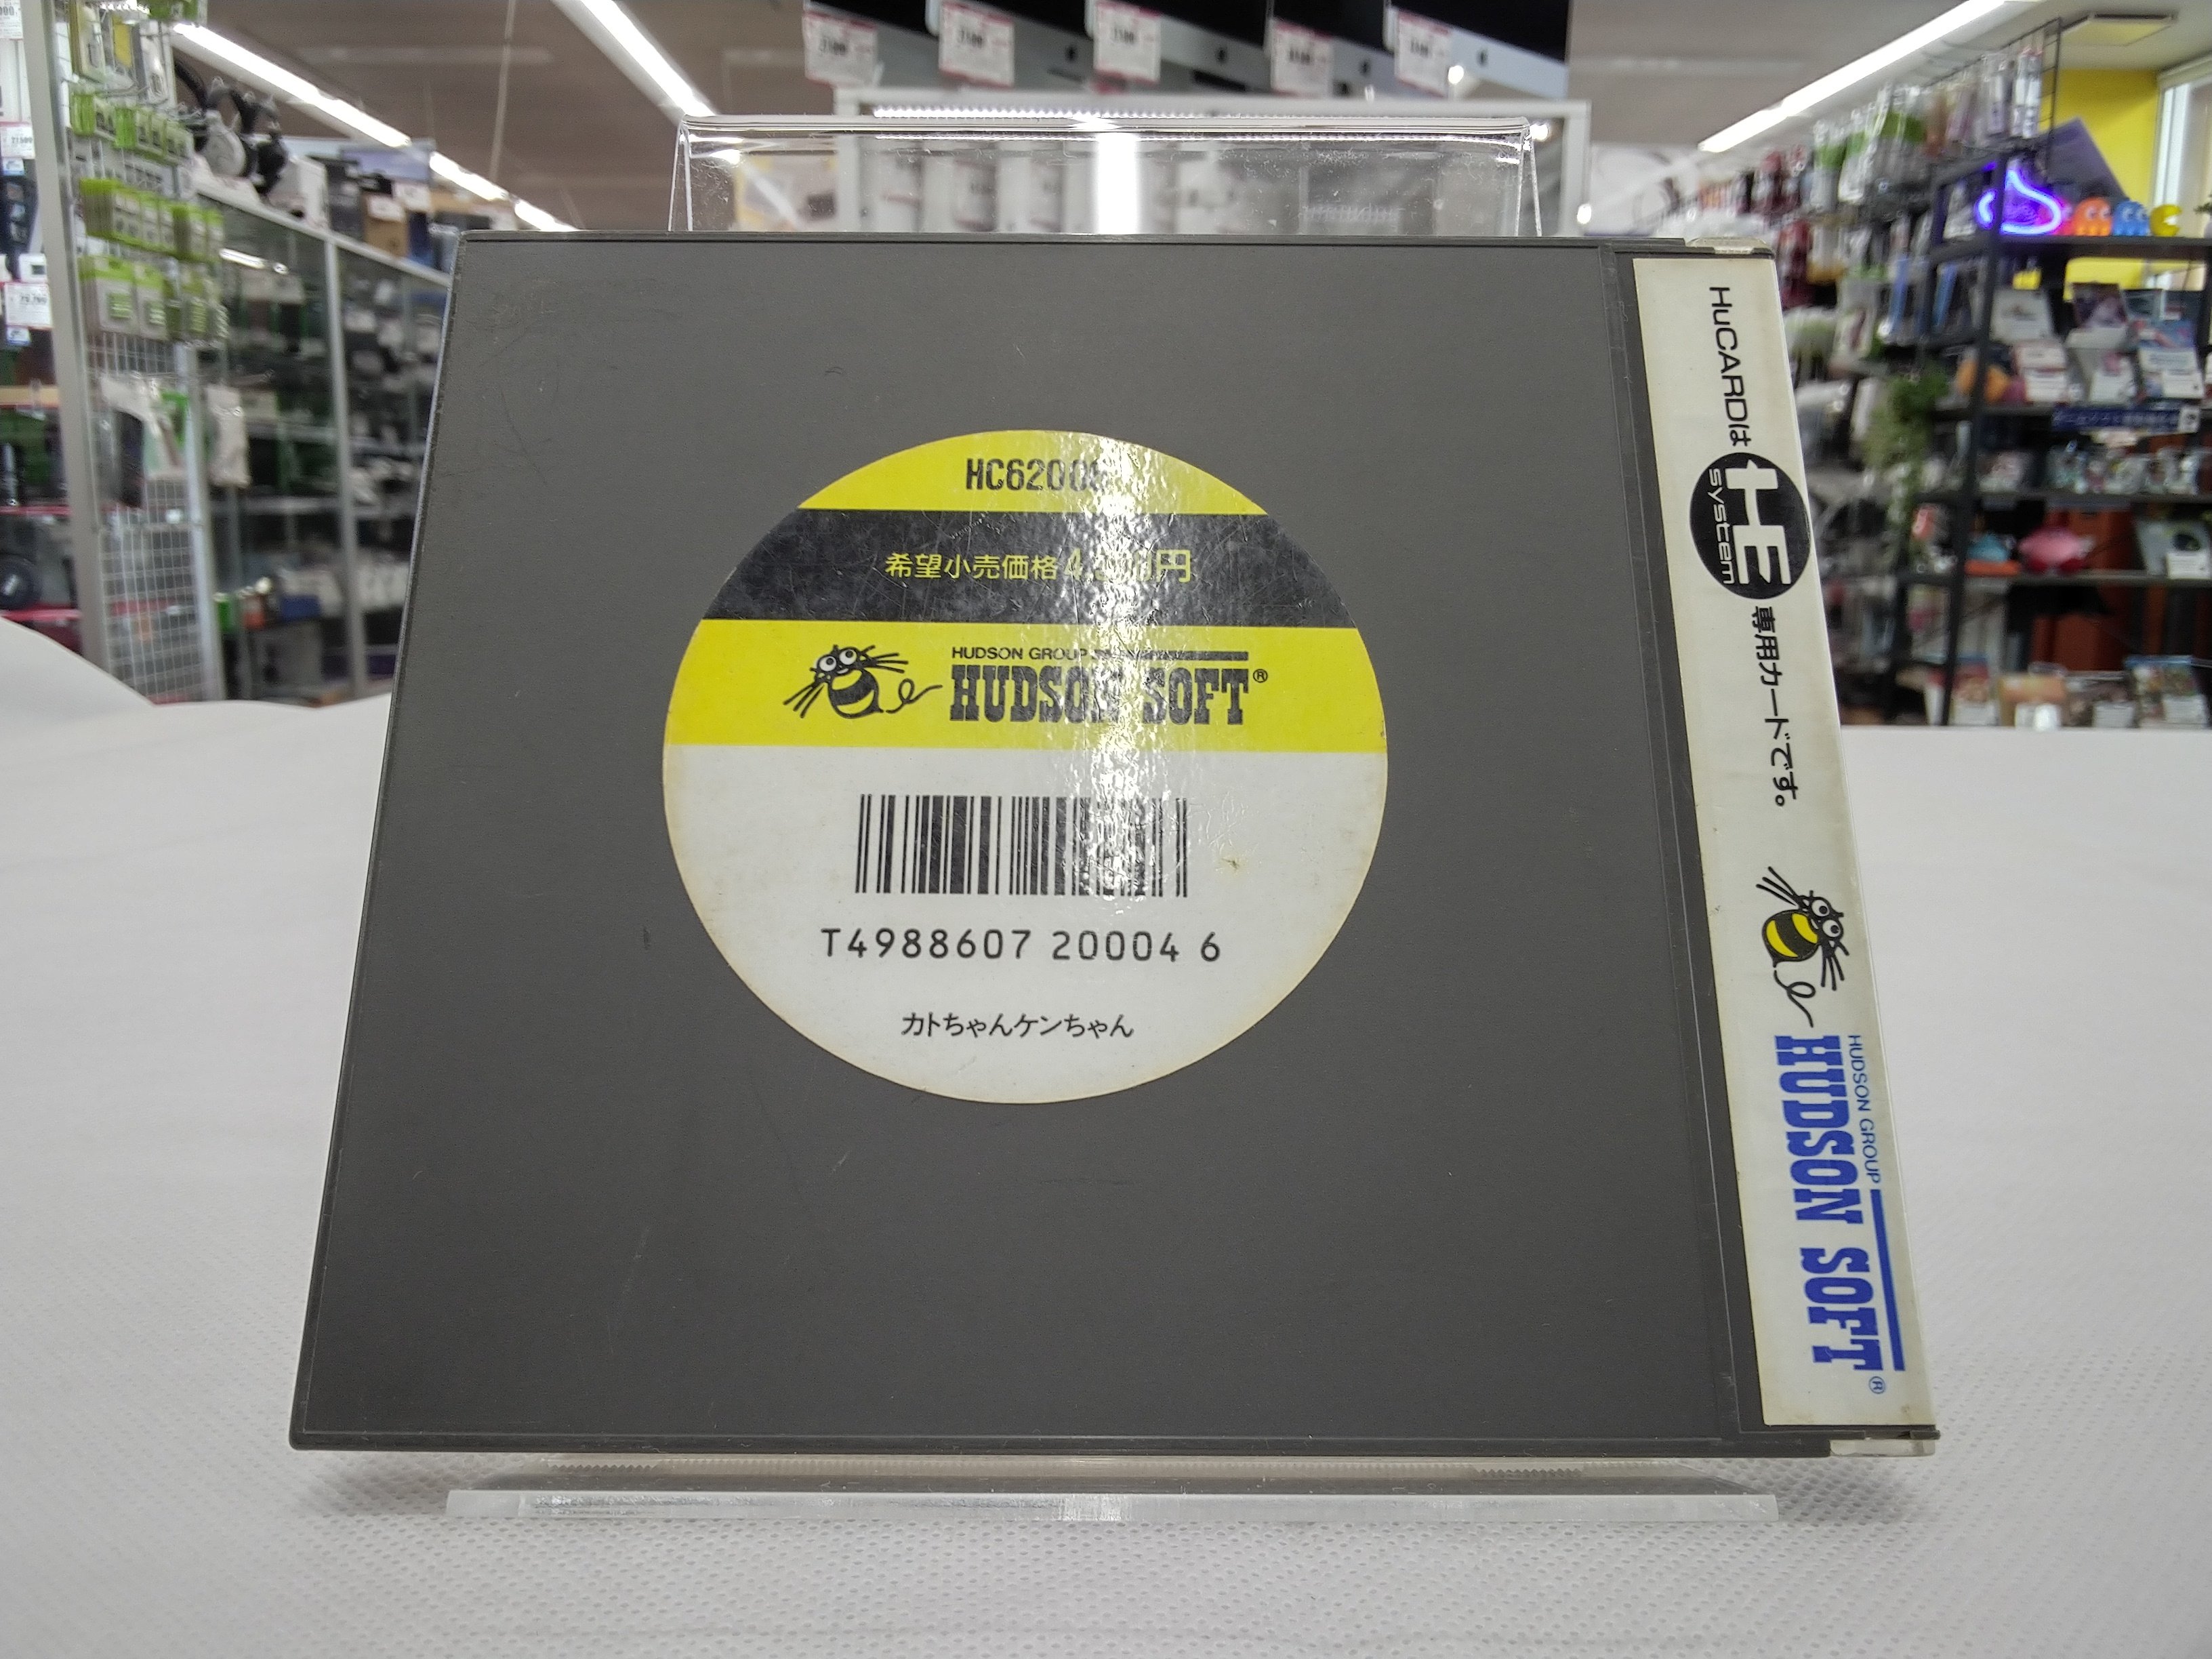 HC62005
希望小売価格
円
HUDSON GROUP
HUDSON SOFT®
T4988607 20004 6
カトちゃんケンちゃん
HuCARDは HE system 専用カードです。
HUDSON GROUP
HUDSON SOFT®